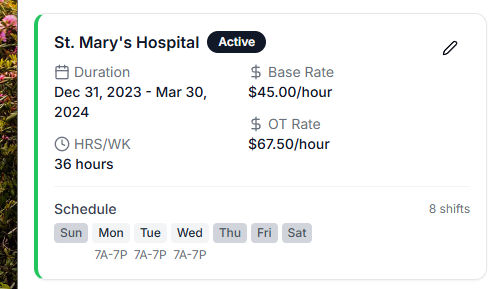 St. Mary's Hospital Active
Duration
Dec 31, 2023 - Mar 30,
2024
HRS/WK
36 hours
$ Base Rate
$45.00/hour
$ OT Rate
$67.50/hour
Schedule 8 shifts
Sun Mon Tue Wed Thu Fri Sat
7A-7P 7A-7P 7A-7P